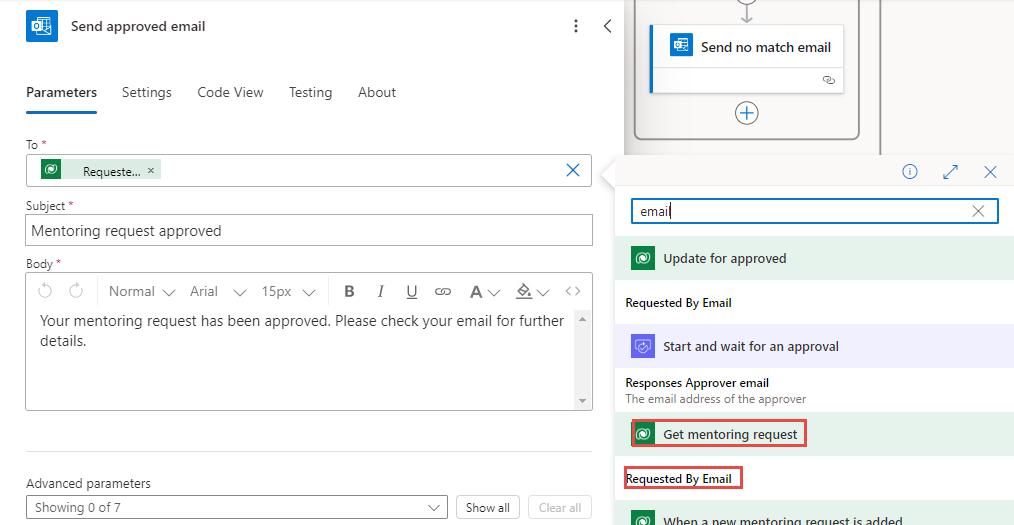 Send approved email
Parameters
Settings
Code View
Testing
About
To *
Requeste... ×
Subject *
Mentoring request approved
Body *
Normal
Arial
15px
B
I
U
A
Your mentoring request has been approved. Please check your email for further
details.
Advanced parameters
Showing 0 of 7
Show all
Clear all
Send no match email
email
Update for approved
Requested By Email
Start and wait for an approval
Responses Approver email
The email address of the approver
Get mentoring request
Requested By Email
When a new mentoring request is added